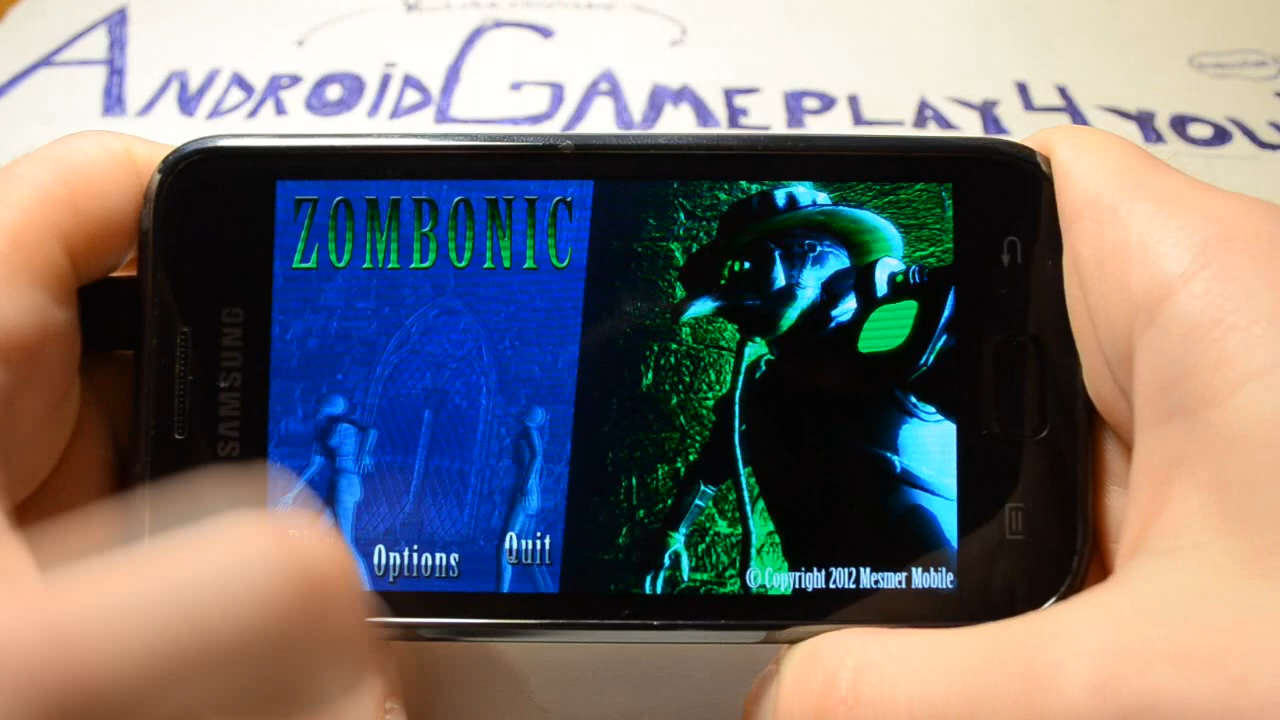 AndroidGameplay4you
SAMSUNG
ZOMBONIC
Options
Quit
© Copyright 2012 Mesmer Mobile